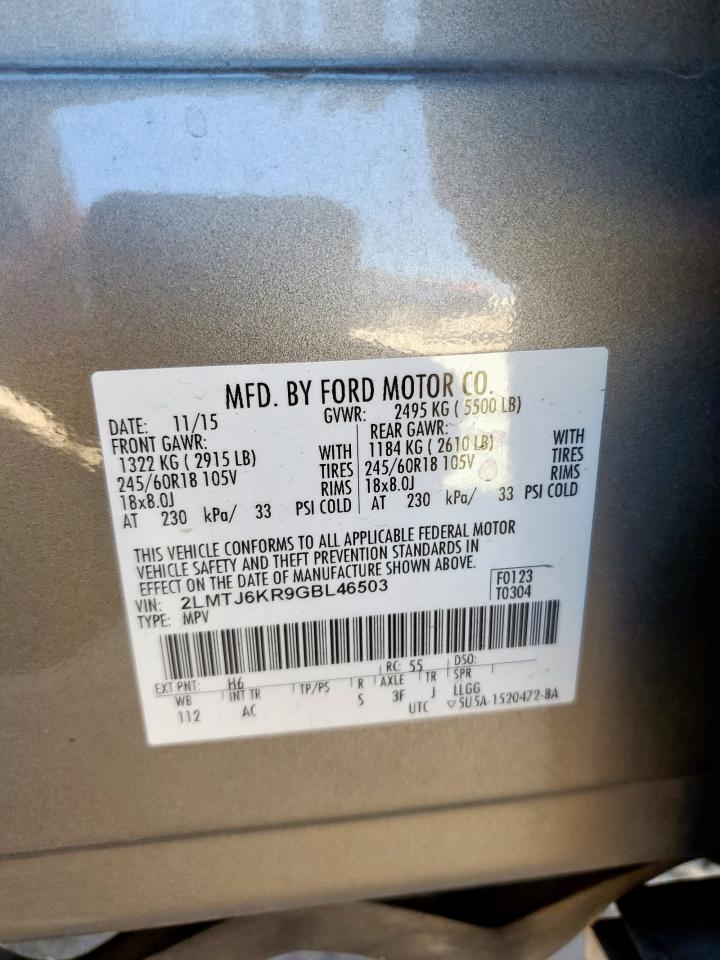 MFD. BY FORD MOTOR CO.
DATE: 11/15 GVWR: 2495 KG ( 5500 LB)
FRONT GAWR: REAR GAWR:
1322 KG ( 2915 LB) WITH 1184 KG ( 2610 LB) WITH
245/60R18 105V TIRES 245/60R18 105V TIRES
18x8.0J RIMS 18x8.0J RIMS
AT 230 kPa/ 33 PSI COLD AT 230 kPa/ 33 PSI COLD
THIS VEHICLE CONFORMS TO ALL APPLICABLE FEDERAL MOTOR
VEHICLE SAFETY AND THEFT PREVENTION STANDARDS IN
EFFECT ON THE DATE OF MANUFACTURE SHOWN ABOVE.
VIN: 2LMTJ6KR9GBL46503 F0123
TYPE: MPV T0304
EXT PNT: H6 RC: 55 DSO:
WB INT TR TP/PS R AXLE TR SPR
112 AC S 3F J LLGG
UTC ▽5U5A-1520472-BA